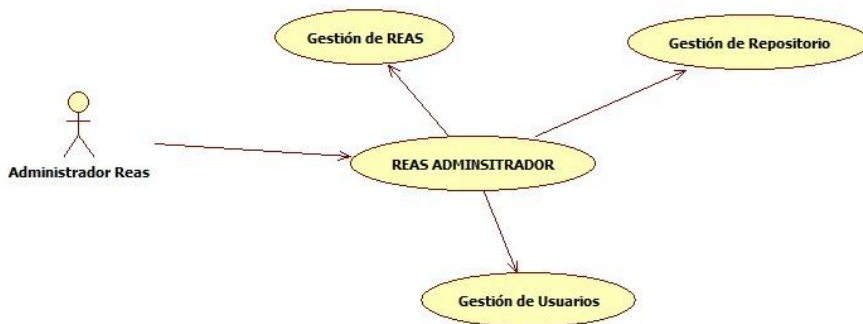 Gestión de REAS
Gestión de Repositorio
REAS ADMINSITRADOR
Administrador Reas
Gestión de Usuarios